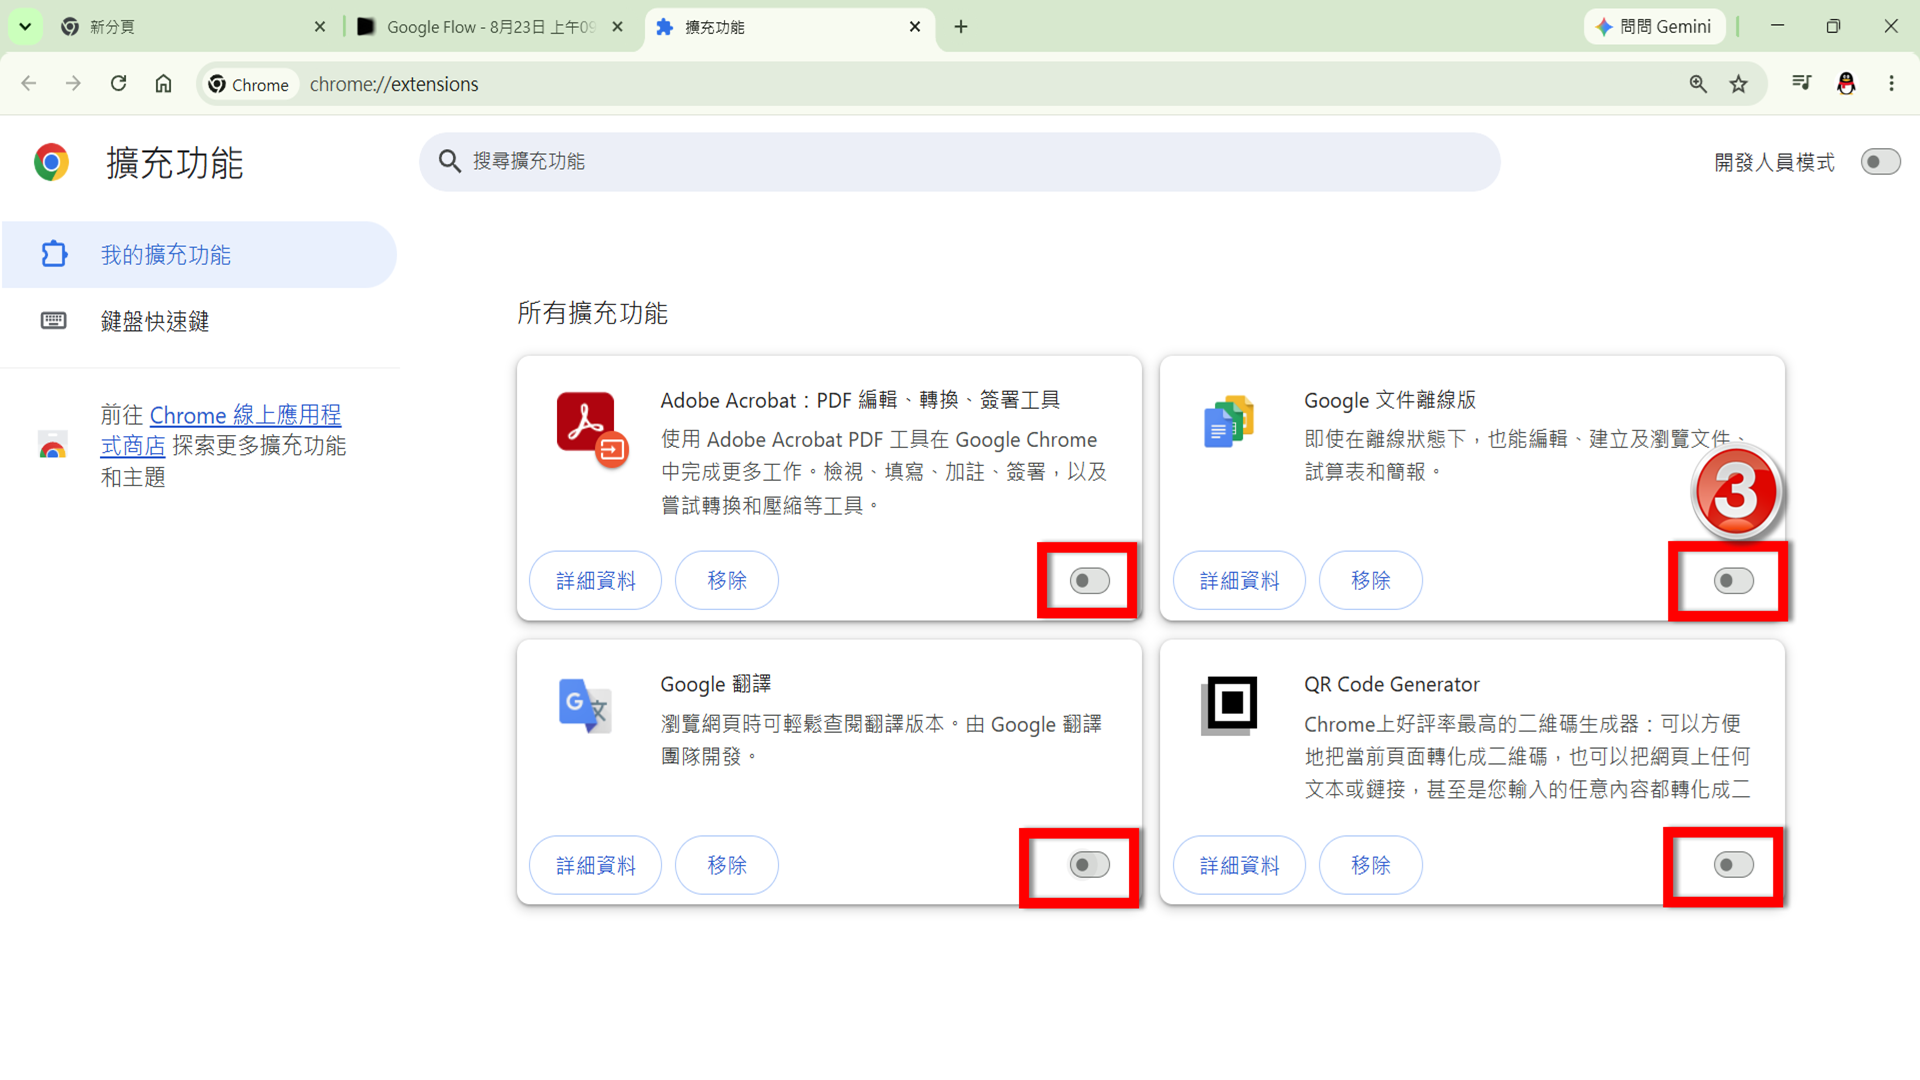 新分頁
Google Flow - 8月23日 上午09
擴充功能
問問 Gemini
Chrome
chrome://extensions
擴充功能
搜尋擴充功能
開發人員模式
我的擴充功能
鍵盤快速鍵
前往 Chrome 線上應用程
式商店 探索更多擴充功能
和主題
所有擴充功能
Adobe Acrobat：PDF 編輯、轉換、簽署工具
使用 Adobe Acrobat PDF 工具在 Google Chrome
中完成更多工作。檢視、填寫、加註、簽署，以及
嘗試轉換和壓縮等工具。
詳細資料
移除
Google 文件離線版
即使在離線狀態下，也能編輯、建立及瀏覽文件、
試算表和簡報。
3
詳細資料
移除
Google 翻譯
瀏覽網頁時可輕鬆查閱翻譯版本。由 Google 翻譯
團隊開發。
詳細資料
移除
QR Code Generator
Chrome上好評率最高的二維碼生成器：可以方便
地把當前頁面轉化成二維碼，也可以把網頁上任何
文本或鏈接，甚至是您輸入的任意內容都轉化成二
詳細資料
移除